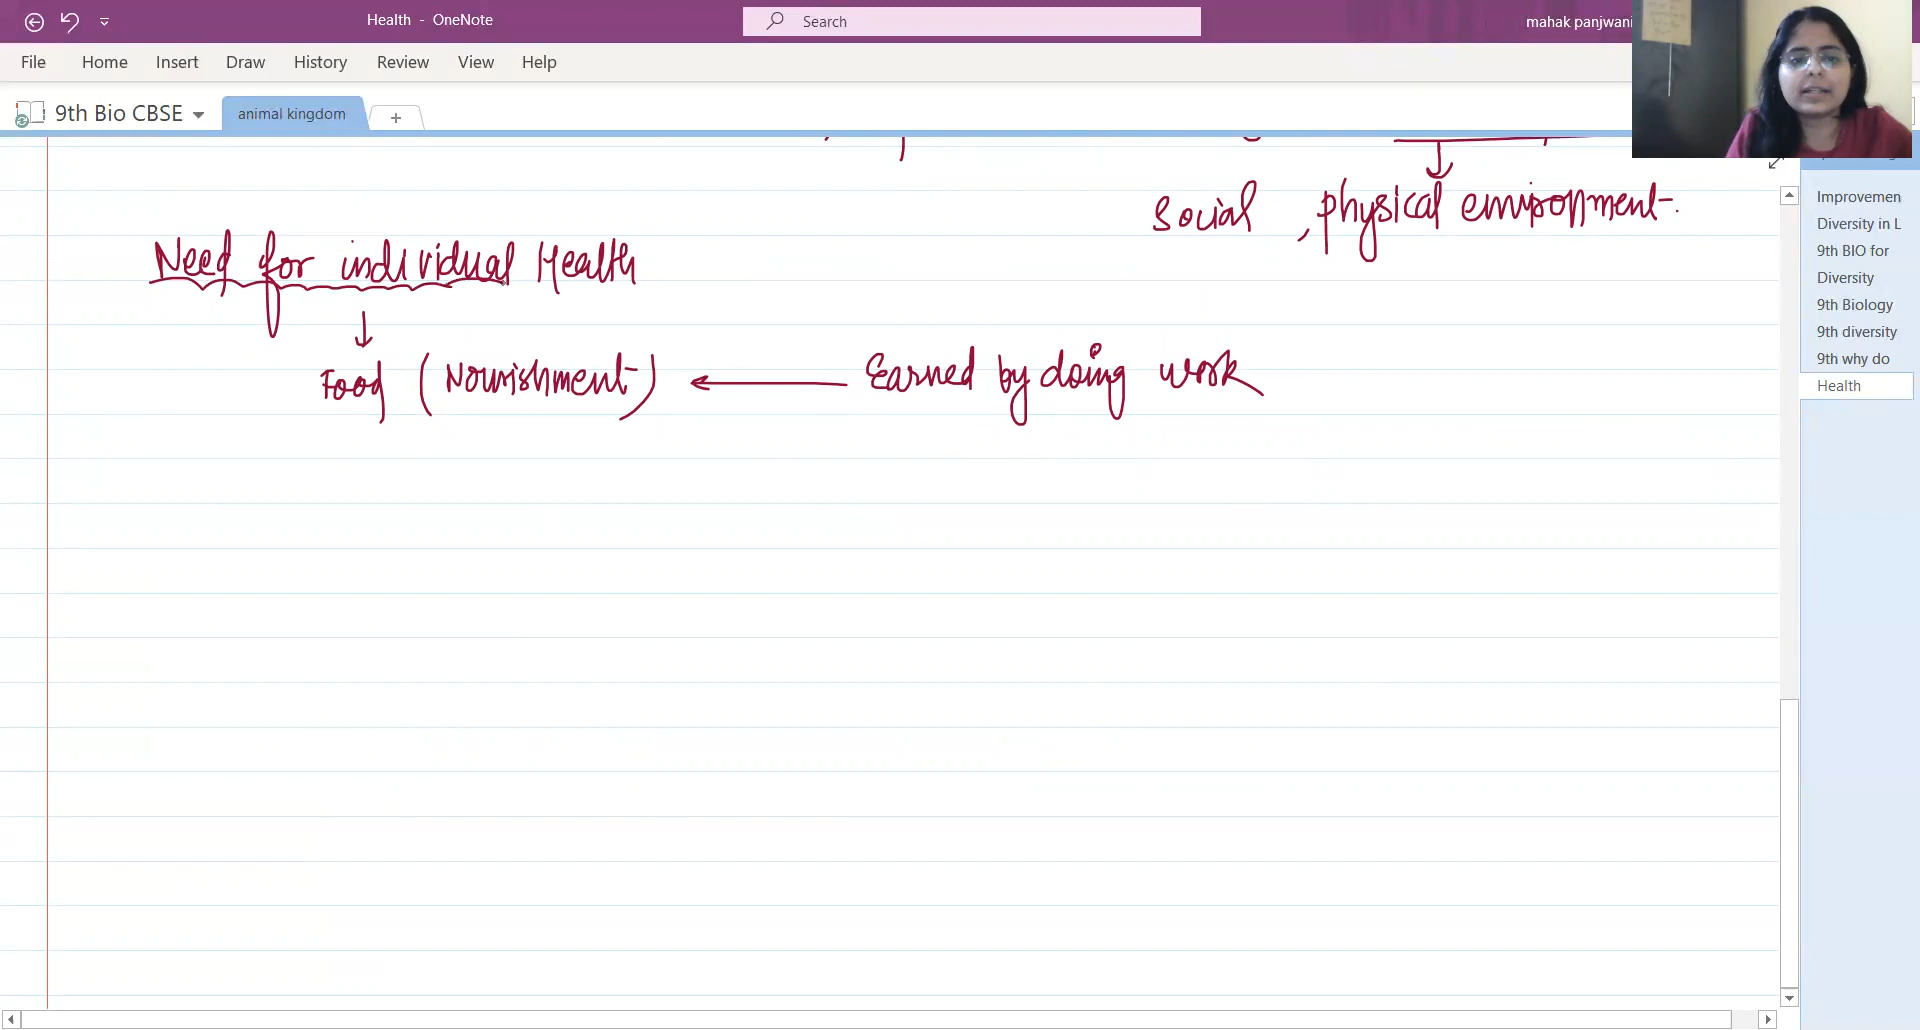 Health - OneNote
Search
mahak panjwani
File Home Insert Draw History Review View Help
9th Bio CBSE
animal kingdom
+
Social , physical environment.
Need for individual Health
Food (Nourishment) ← Earned by doing work
Improvemen
Diversity in L
9th BIO for
Diversity
9th Biology
9th diversity
9th why do
Health